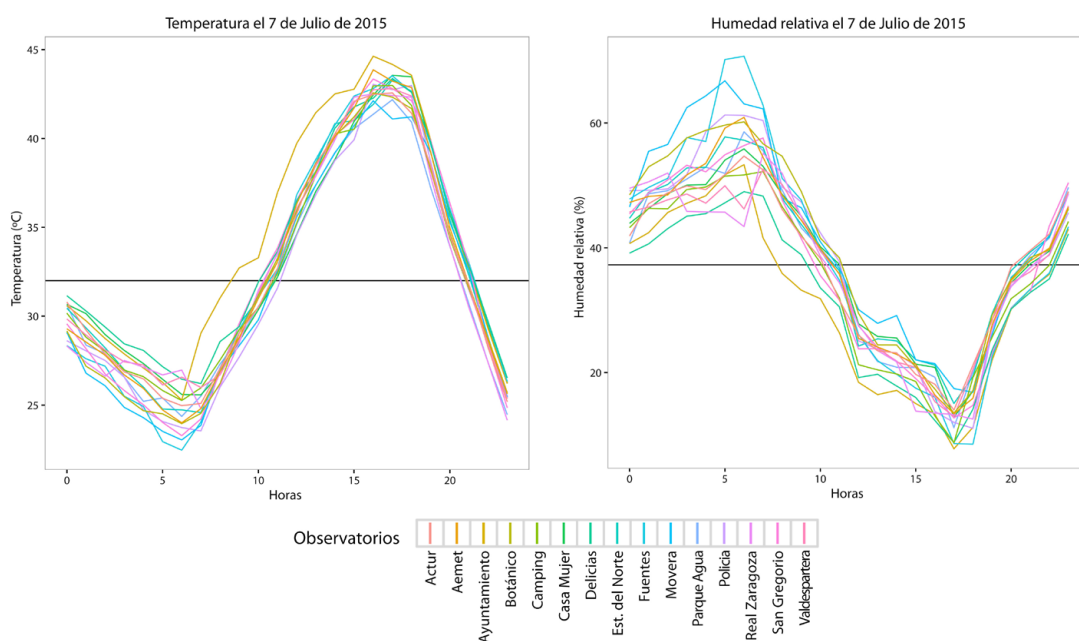 Temperatura el 7 de Julio de 2015
Temperatura (ºC)
45
40
35
30
25
0 5 10 15 20
Horas
Humedad relativa el 7 de Julio de 2015
Humedad relativa (%)
60
40
20
0 5 10 15 20
Horas
Observatorios
Actur
Aemet
Ayuntamiento
Botánico
Camping
Casa Mujer
Delicias
Est. del Norte
Fuentes
Movera
Parque Agua
Policia
Real Zaragoza
San Gregorio
Valdespartera